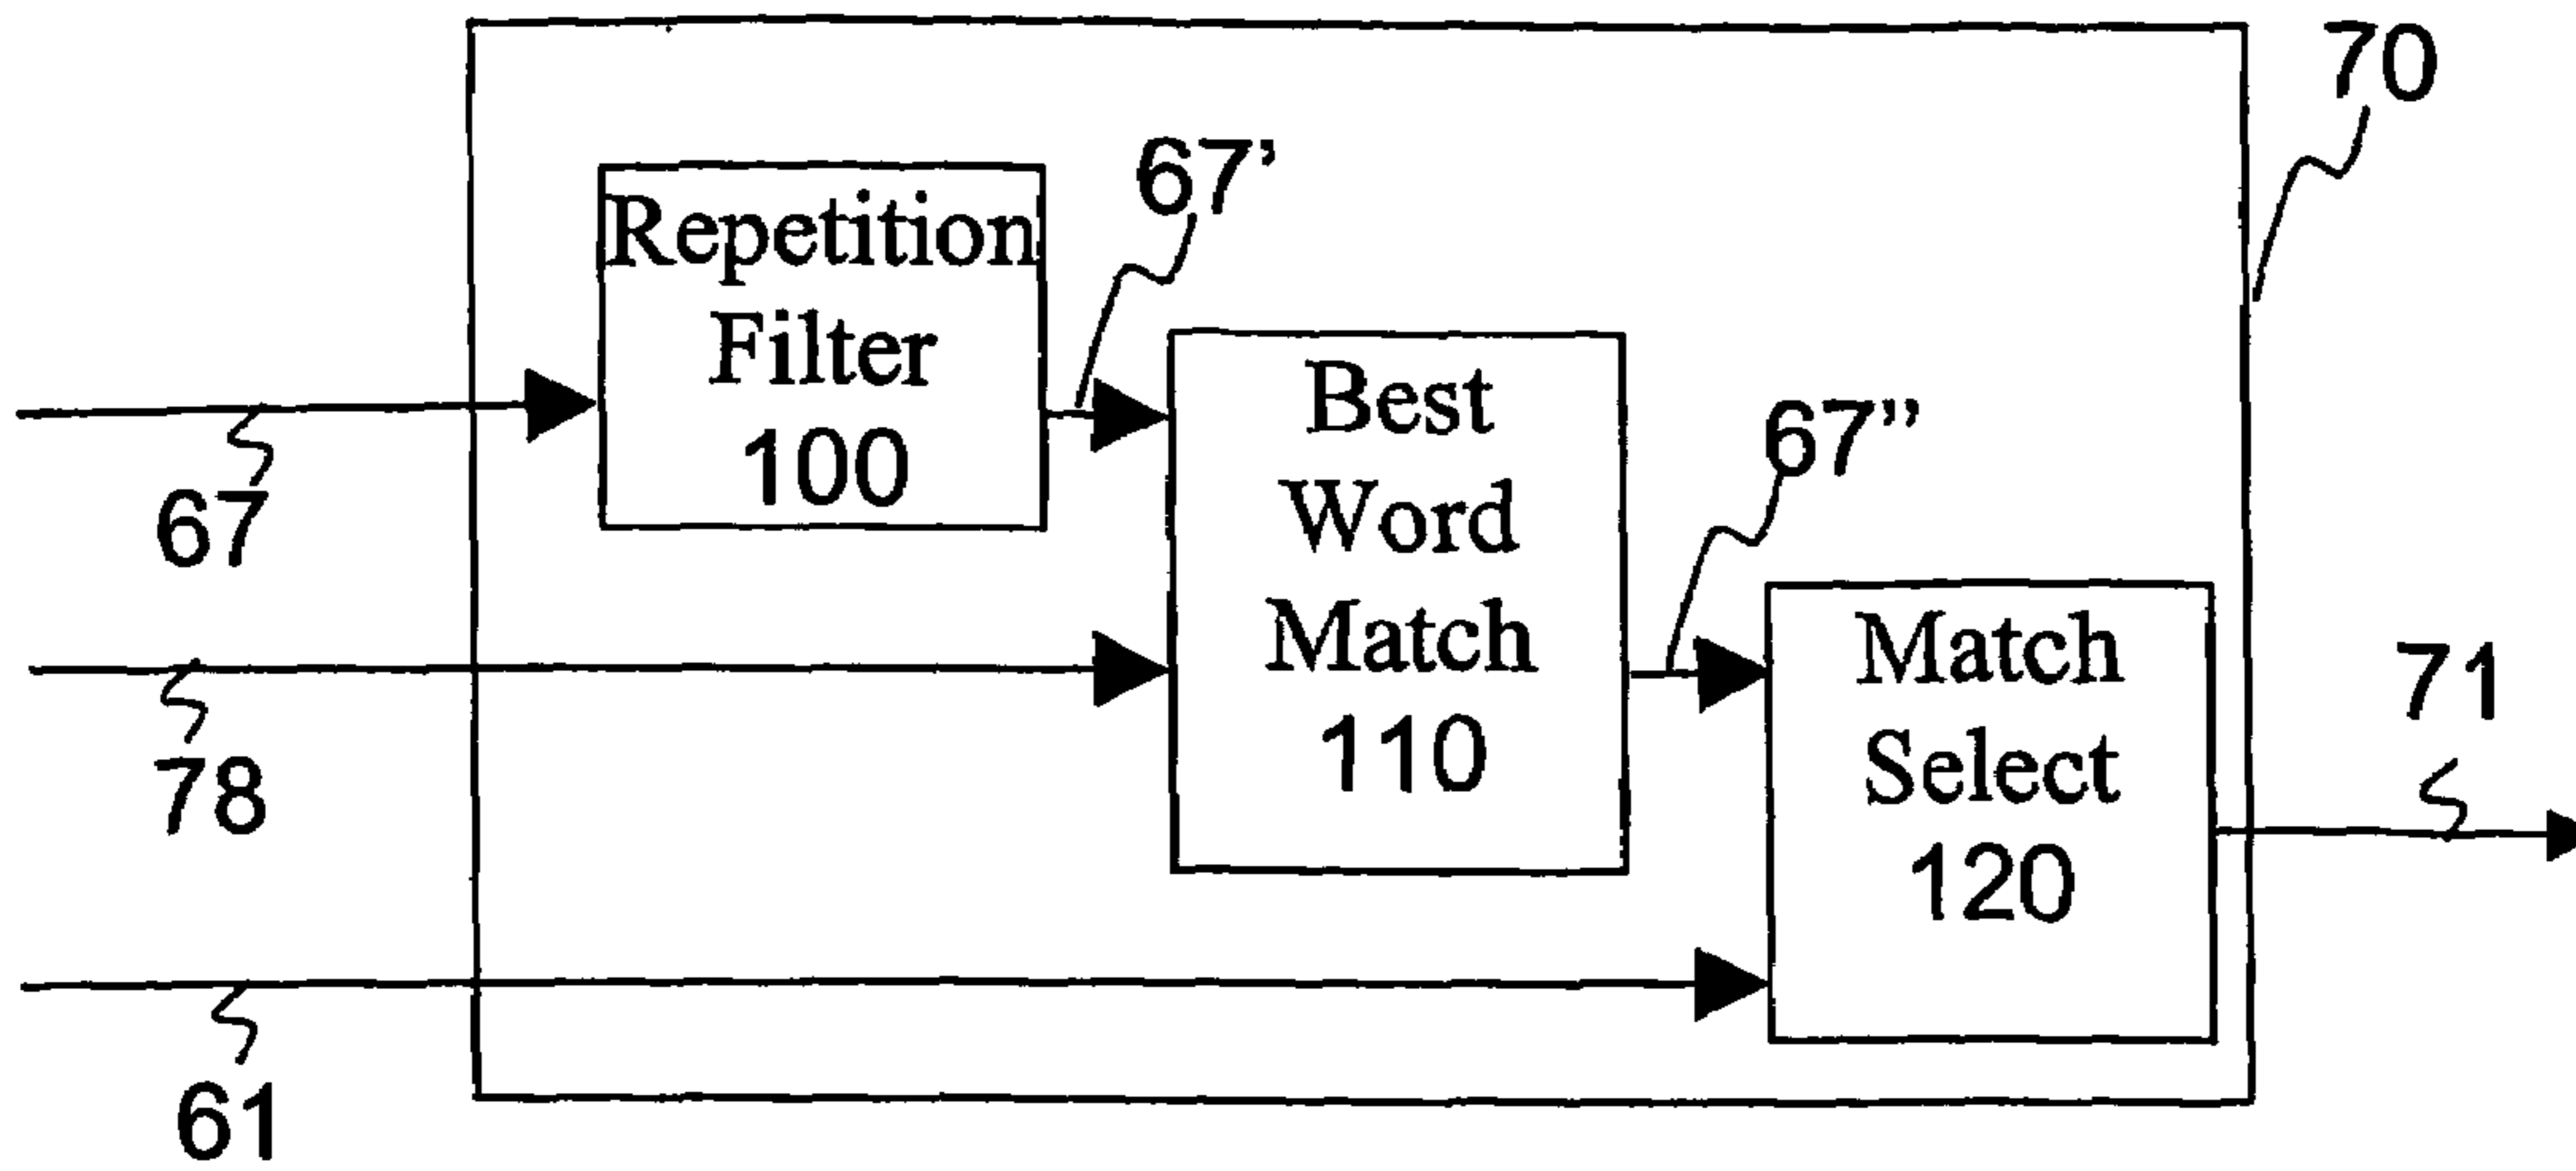 70
67’
Repetition
Filter
100
67
Best
Word
Match
110
67”
78
Match
Select
120
71
61